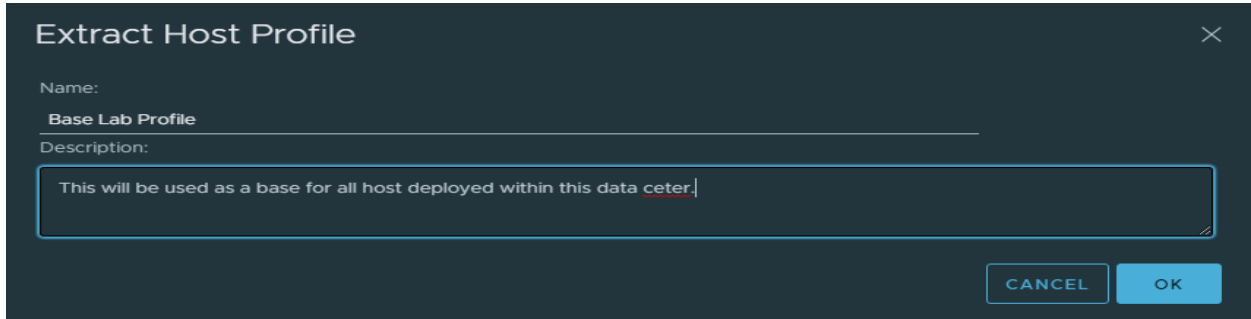 Extract Host Profile
Name:
Base Lab Profile
Description:
This will be used as a base for all host deployed within this data ceter.
CANCEL
OK